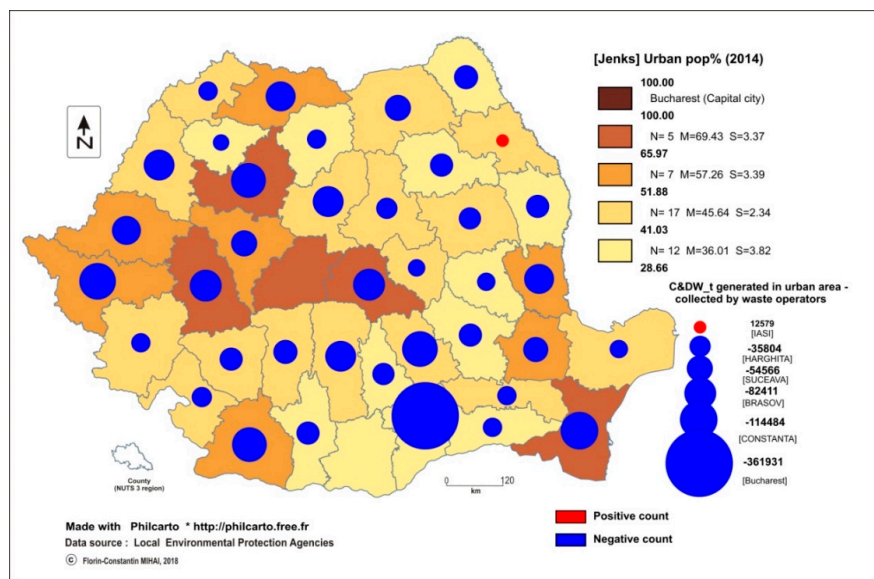 [Jenks] Urban pop% (2014)
100.00
Bucharest (Capital city)
100.00
N= 5 M=69.43 S=3.37
65.97
N= 7 M=57.26 S=3.39
51.88
N= 17 M=45.64 S=2.34
41.03
N= 12 M=36.01 S=3.82
28.66
C&DW_t generated in urban area -
collected by waste operators
12579
[IASI]
-35804
[HARGHITA]
-54566
[SUCEAVA]
-82411
[BRASOV]
-114484
[CONSTANTA]
-361931
[Bucharest]
Positive count
Negative count
N
County
(NUTS 3 region)
0 120
km
Made with Philcarto * http://philcarto.free.fr
Data source : Local Environmental Protection Agencies
© Florin-Constantin MIHAI, 2018